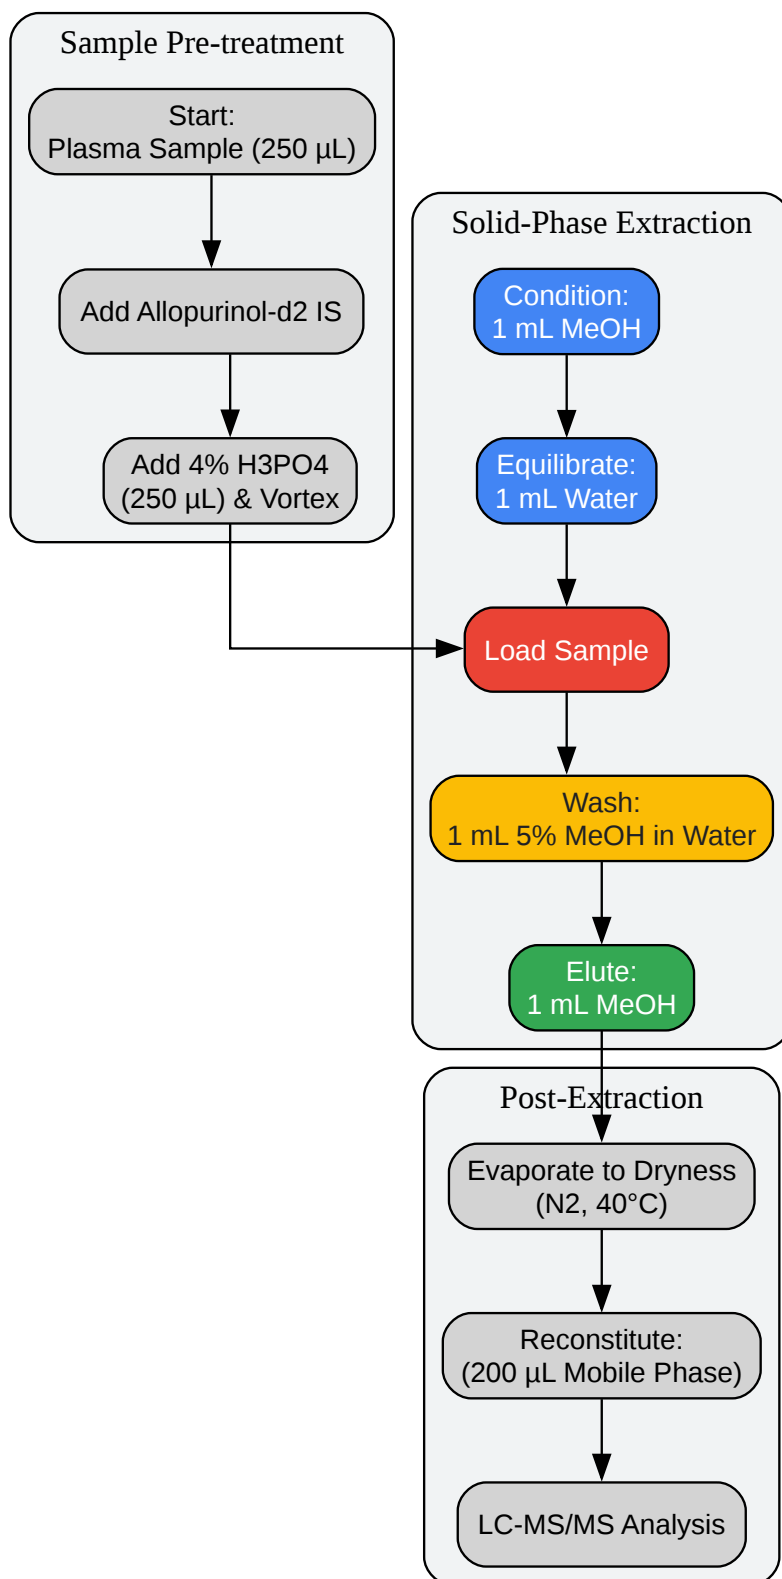 Sample Pre-treatment
Start:
Plasma Sample (250 µL)
Add Allopurinol-d2 IS
Add 4% H3PO4
(250 µL) & Vortex
Solid-Phase Extraction
Condition:
1 mL MeOH
Equilibrate:
1 mL Water
Load Sample
Wash:
1 mL 5% MeOH in Water
Elute:
1 mL MeOH
Post-Extraction
Evaporate to Dryness
(N2, 40°C)
Reconstitute:
(200 µL Mobile Phase)
LC-MS/MS Analysis